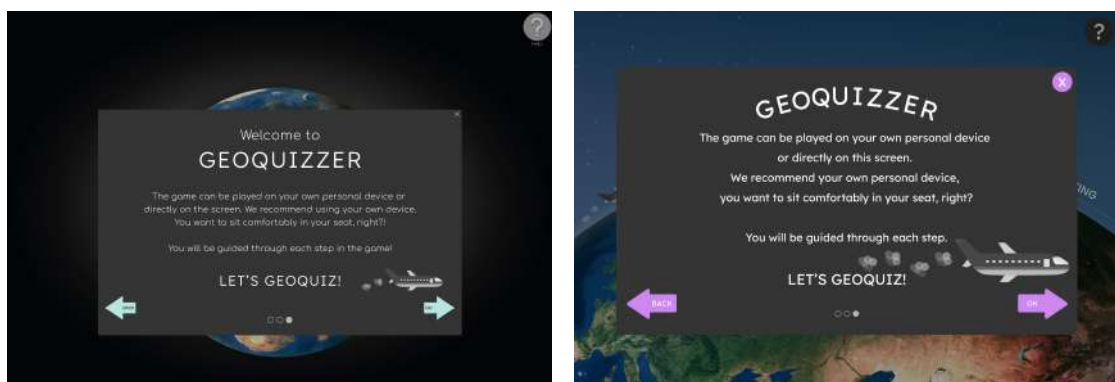 ?
Welcome to
GEOQUIZZER
The game can be played on your own personal device or
directly on the screen. We recommend using your own device.
You want to sit comfortably in your seat, right?!
You will be guided through each step in the game!
LET'S GEOQUIZ!
?
X
GEOQUIZZER
The game can be played on your own personal device
or directly on this screen.
We recommend your own personal device,
you want to sit comfortably in your seat, right?
You will be guided through each step.
LET'S GEOQUIZ!
BACK
OK